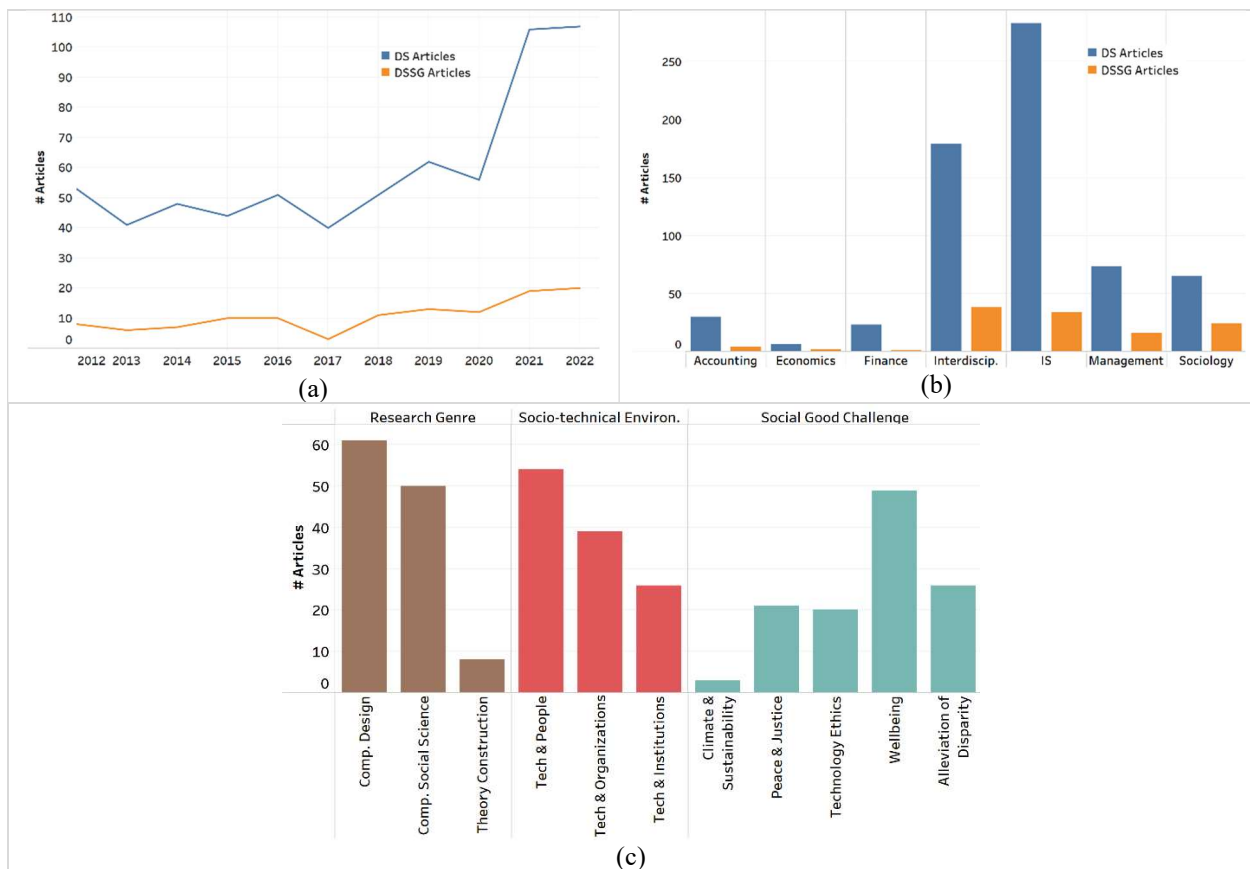 110
100
90
80
70
60
50
40
30
20
10
0
# Articles
DS Articles
DSSG Articles
2012 2013 2014 2015 2016 2017 2018 2019 2020 2021 2022
(a)
250
200
150
100
50
0
# Articles
DS Articles
DSSG Articles
Accounting Economics Finance Interdiscip. IS Management Sociology
(b)
Research Genre Socio-technical Environ. Social Good Challenge
60
50
40
30
20
10
0
# Articles
Comp. Design
Comp. Social Science
Theory Construction
Tech & People
Tech & Organizations
Tech & Institutions
Climate &
Sustainability
Peace & Justice
Technology Ethics
Wellbeing
Alleviation of
Disparity
(c)